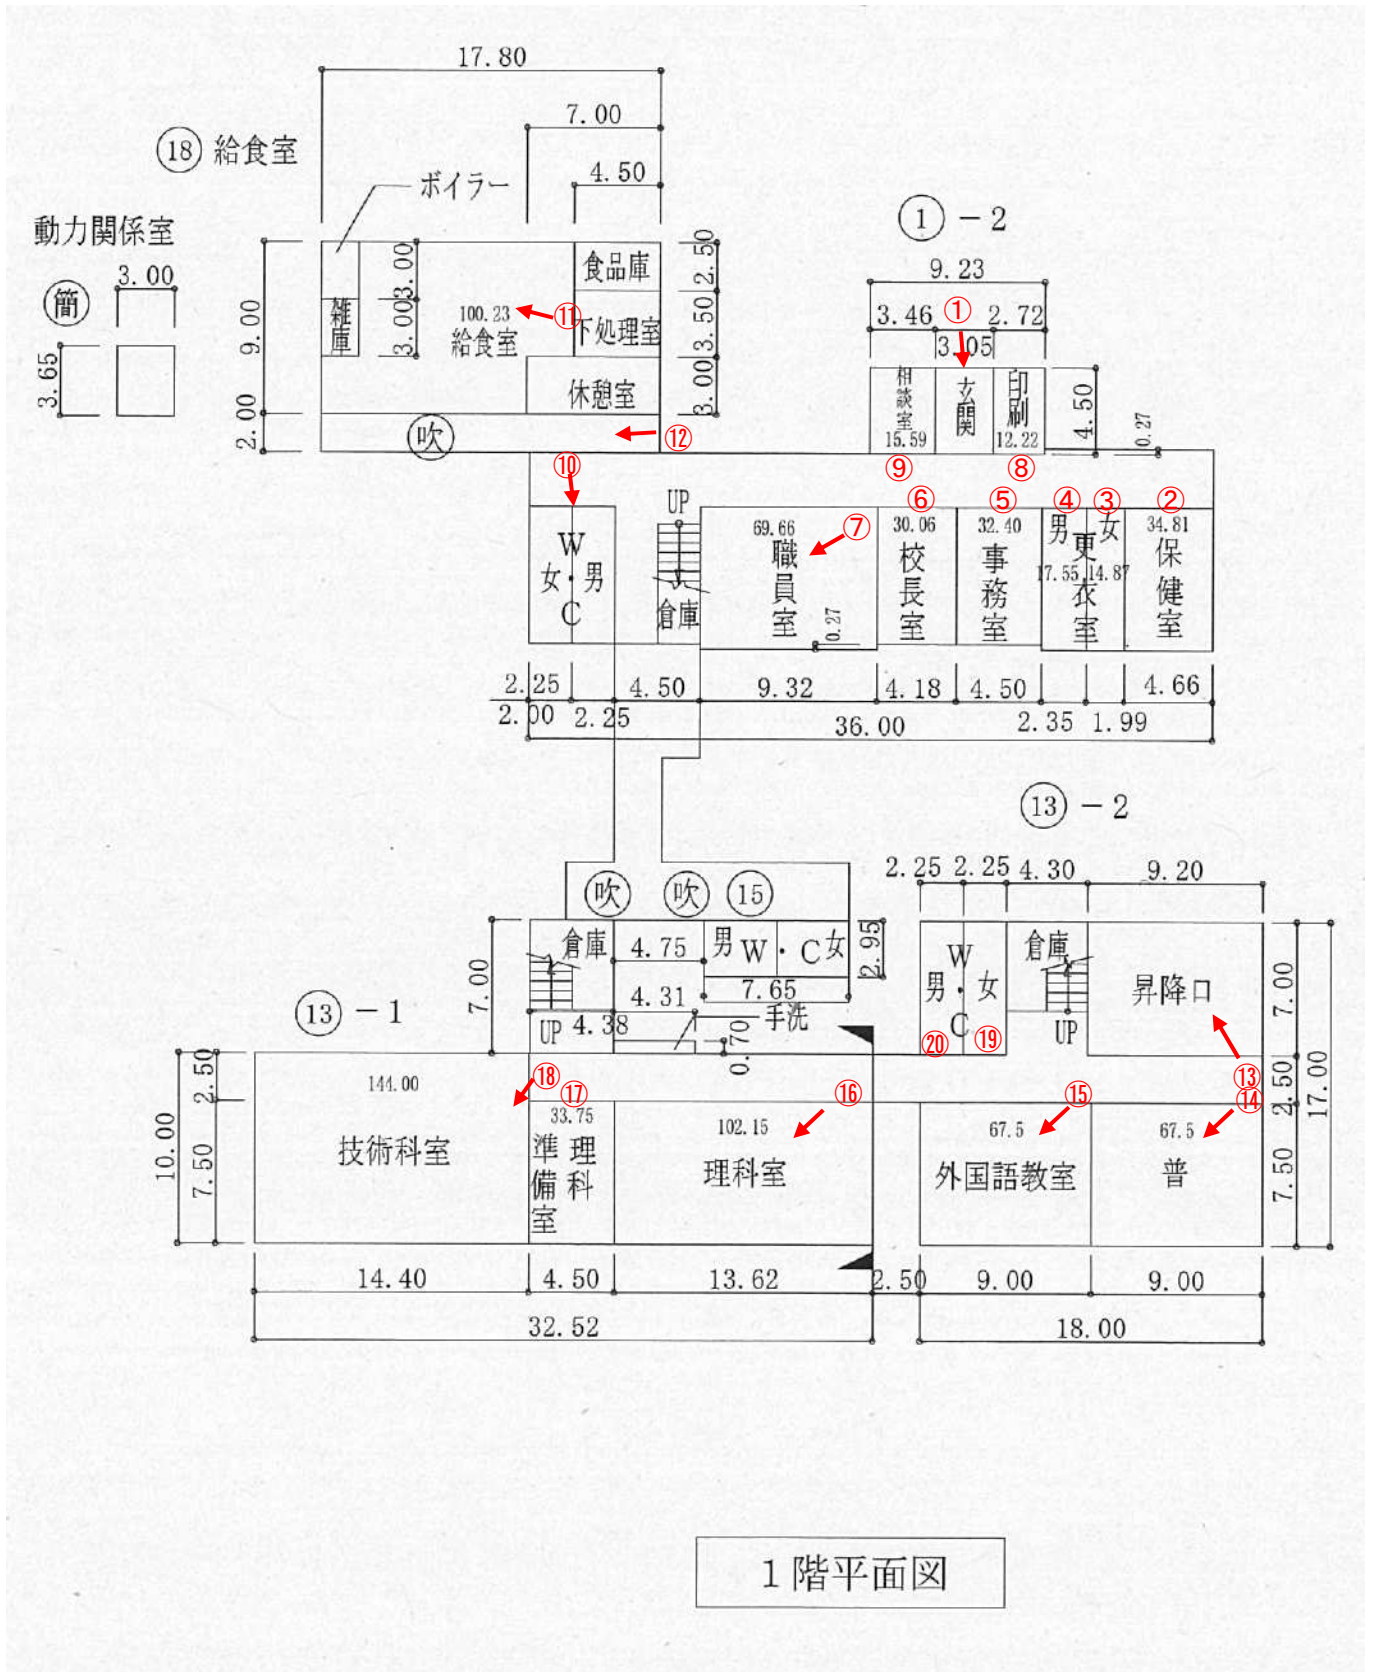 17.80
7.00
⑱ 給食室
4.50
ボイラー
動力関係室
簡
3.00
3.65
9.00
2.00
雑庫
3.00
3.00
100.23
給食室
⑪
食品庫
下処理室
休憩室
2.50
3.50
3.00
吹
⑫
①-2
9.23
3.46
①
2.72
3.05
相談室
15.59
玄関
印刷
12.22
4.50
0.27
⑨
⑧
⑩
UP
⑦
⑥
⑤
④
③
②
W・C
女
男
倉庫
69.66
職員室
0.27
30.06
校長室
32.40
事務室
男
女
更衣室
17.55
14.87
34.81
保健室
2.25
4.50
9.32
4.18
4.50
4.66
2.00
2.25
2.35
1.99
36.00
⑬-2
2.25
2.25
4.30
9.20
吹
吹
⑮
倉庫
4.75
男
W・C
女
2.95
7.00
⑬-1
4.31
7.65
UP
4.38
手洗
0.70
男
W・C
女
倉庫
UP
昇降口
⑳
⑲
⑬
7.00
2.50
7.50
17.00
2.50
10.00
7.50
144.00
技術科室
⑱
⑰
33.75
理科
準備室
⑯
102.15
理科室
⑮
67.5
外国語教室
⑭
67.5
普
14.40
4.50
13.62
2.50
9.00
9.00
32.52
18.00
1階平面図